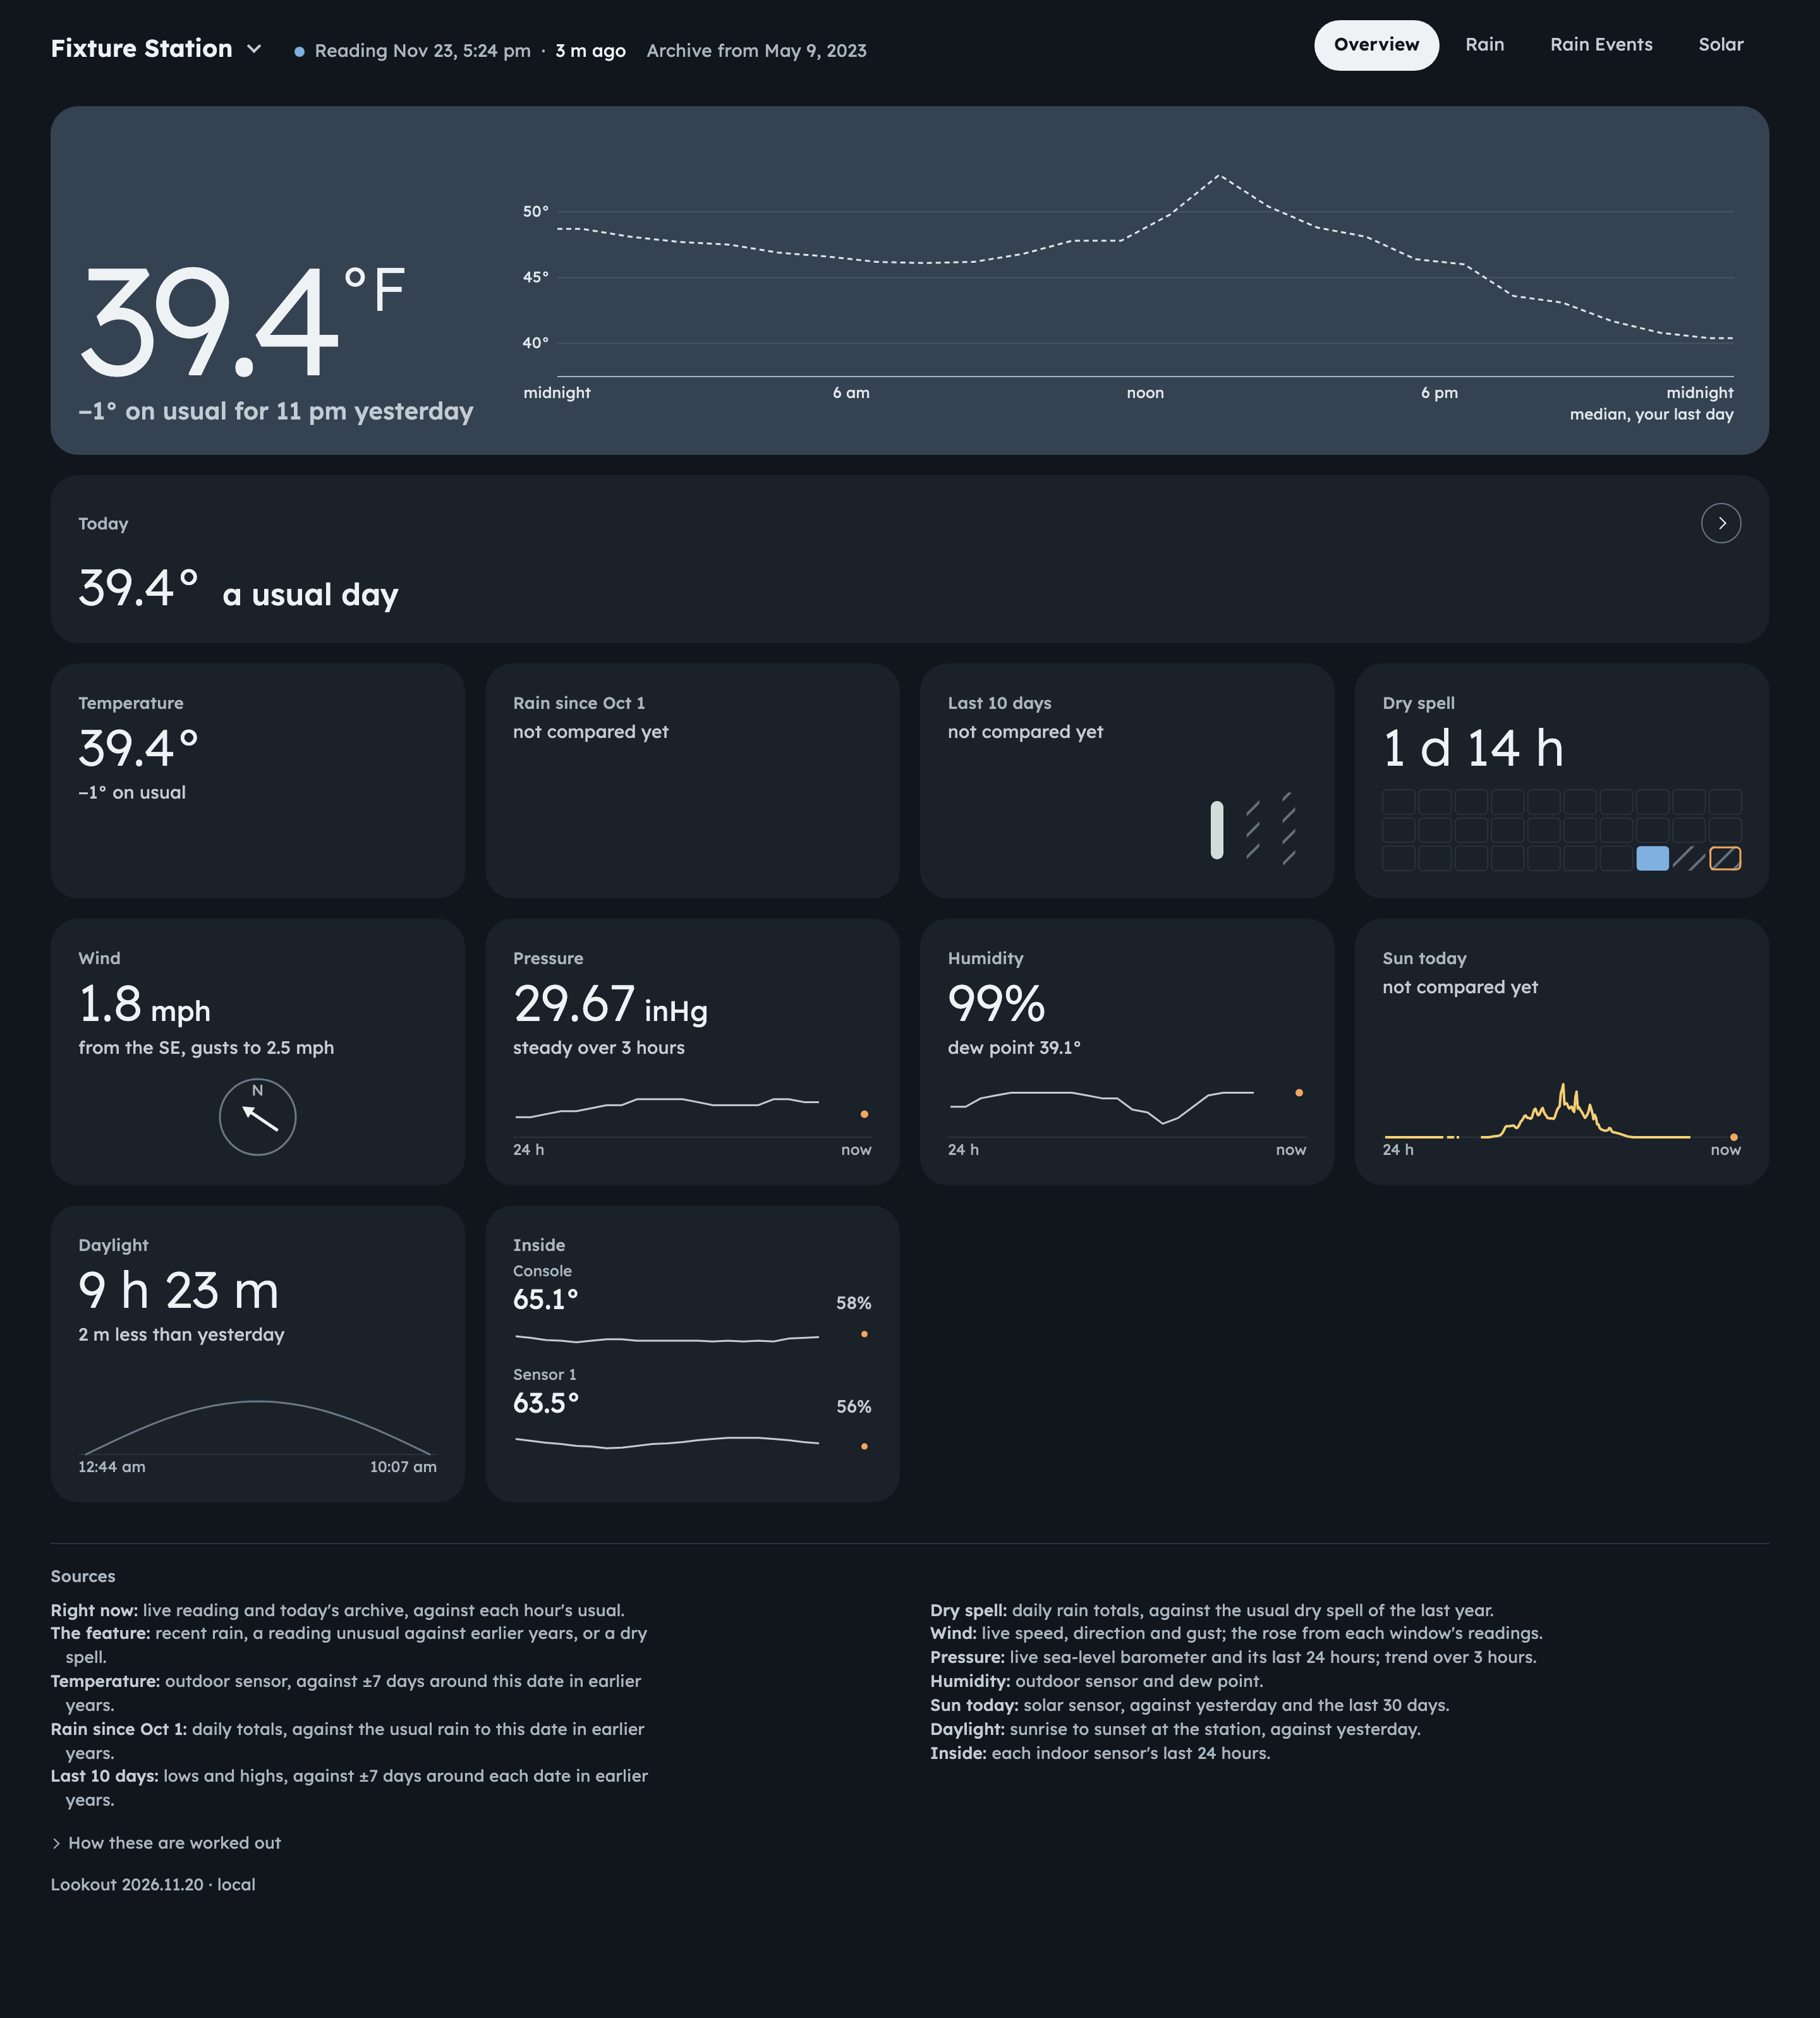 Fixture Station
Reading Nov 23, 5:24 pm · 3 m ago Archive from May 9, 2023
Overview Rain Rain Events Solar
50°
45°
40°
39.4°F
−1° on usual for 11 pm yesterday
midnight 6 am noon 6 pm midnight
median, your last day
Today
39.4° a usual day
Temperature
39.4°
−1° on usual
Rain since Oct 1
not compared yet
Last 10 days
not compared yet
Dry spell
1 d 14 h
Wind
1.8 mph
from the SE, gusts to 2.5 mph
N
Pressure
29.67 inHg
steady over 3 hours
24 h now
Humidity
99%
dew point 39.1°
24 h now
Sun today
not compared yet
24 h now
Daylight
9 h 23 m
2 m less than yesterday
12:44 am 10:07 am
Inside
Console
65.1° 58%
Sensor 1
63.5° 56%
Sources
Right now: live reading and today's archive, against each hour's usual.
The feature: recent rain, a reading unusual against earlier years, or a dry
spell.
Temperature: outdoor sensor, against ±7 days around this date in earlier
years.
Rain since Oct 1: daily totals, against the usual rain to this date in earlier
years.
Last 10 days: lows and highs, against ±7 days around each date in earlier
years.
Dry spell: daily rain totals, against the usual dry spell of the last year.
Wind: live speed, direction and gust; the rose from each window's readings.
Pressure: live sea-level barometer and its last 24 hours; trend over 3 hours.
Humidity: outdoor sensor and dew point.
Sun today: solar sensor, against yesterday and the last 30 days.
Daylight: sunrise to sunset at the station, against yesterday.
Inside: each indoor sensor's last 24 hours.
How these are worked out
Lookout 2026.11.20 · local